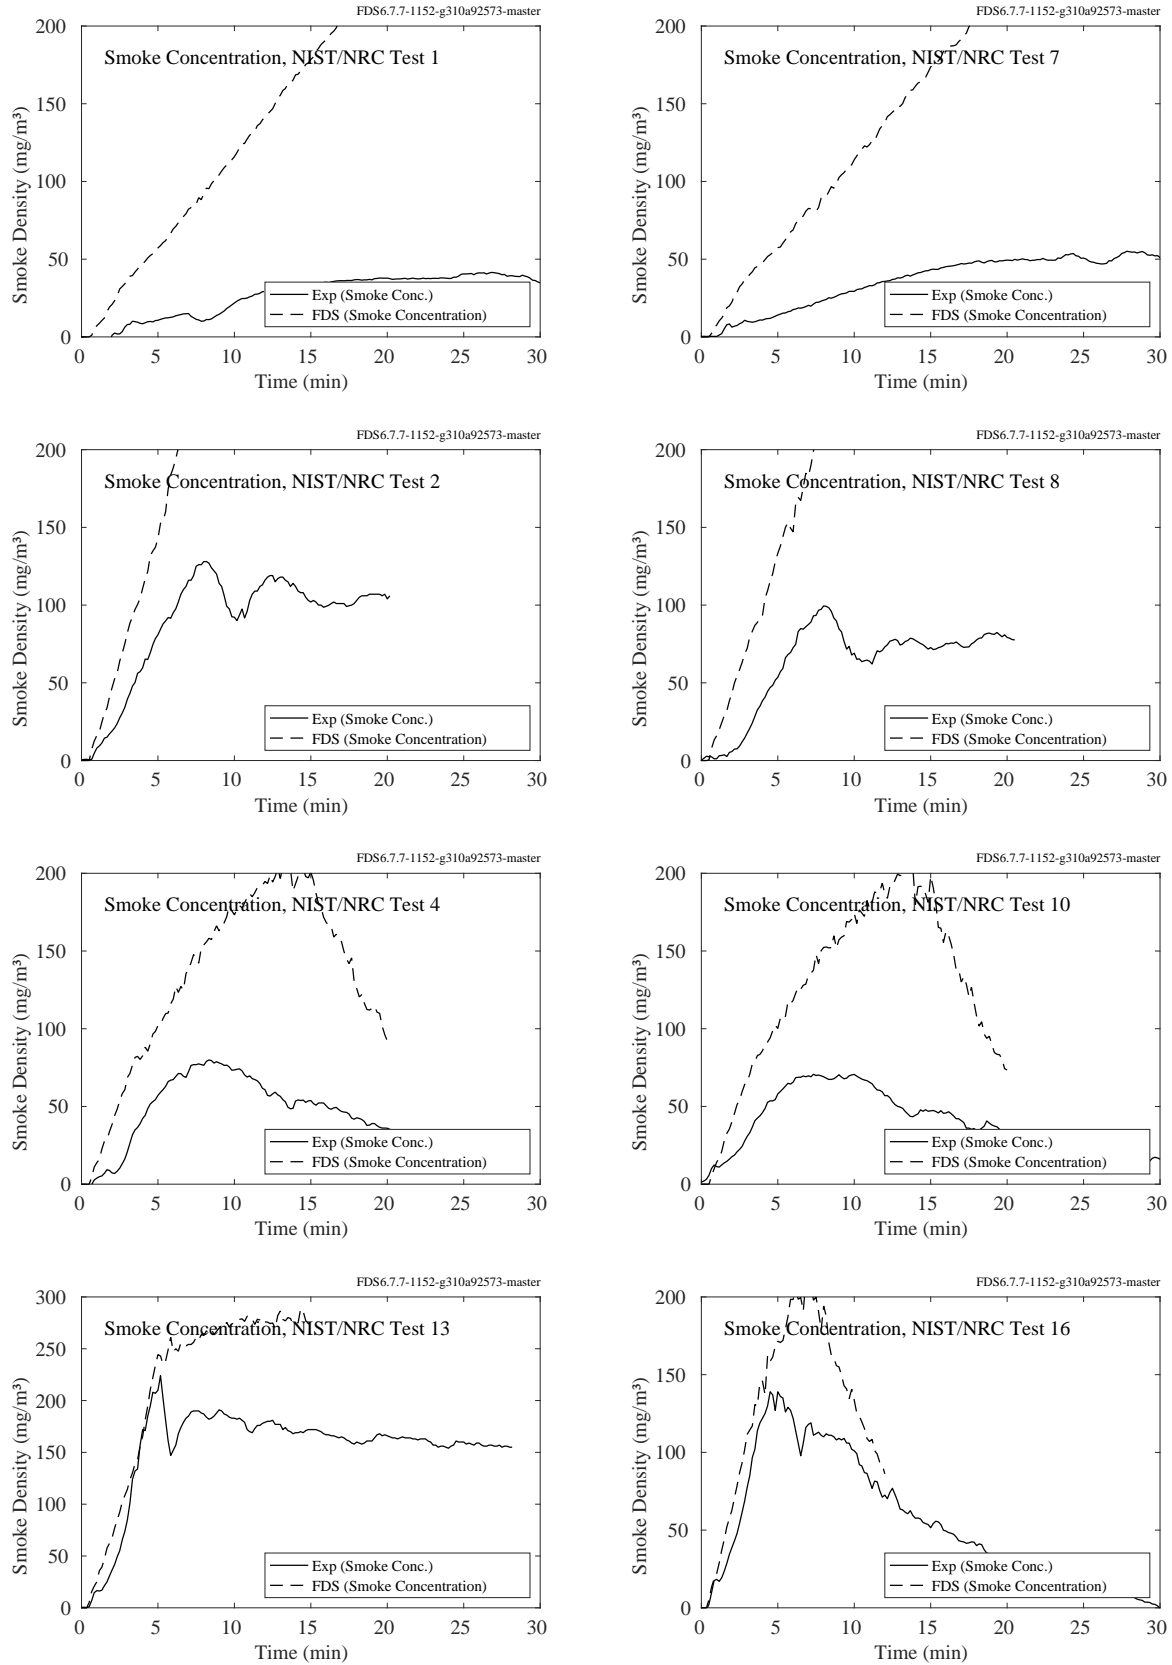 FDS6.7.7-1152-g310a92573-master
Smoke Concentration, NIST/NRC Test 1
Smoke Density (mg/m³)
200
150
100
50
0
Exp (Smoke Conc.)
FDS (Smoke Concentration)
0 5 10 15 20 25 30
Time (min)
FDS6.7.7-1152-g310a92573-master
Smoke Concentration, NIST/NRC Test 7
Smoke Density (mg/m³)
200
150
100
50
0
Exp (Smoke Conc.)
FDS (Smoke Concentration)
0 5 10 15 20 25 30
Time (min)
FDS6.7.7-1152-g310a92573-master
Smoke Concentration, NIST/NRC Test 2
Smoke Density (mg/m³)
200
150
100
50
0
Exp (Smoke Conc.)
FDS (Smoke Concentration)
0 5 10 15 20 25 30
Time (min)
FDS6.7.7-1152-g310a92573-master
Smoke Concentration, NIST/NRC Test 8
Smoke Density (mg/m³)
200
150
100
50
0
Exp (Smoke Conc.)
FDS (Smoke Concentration)
0 5 10 15 20 25 30
Time (min)
FDS6.7.7-1152-g310a92573-master
Smoke Concentration, NIST/NRC Test 4
Smoke Density (mg/m³)
200
150
100
50
0
Exp (Smoke Conc.)
FDS (Smoke Concentration)
0 5 10 15 20 25 30
Time (min)
FDS6.7.7-1152-g310a92573-master
Smoke Concentration, NIST/NRC Test 10
Smoke Density (mg/m³)
200
150
100
50
0
Exp (Smoke Conc.)
FDS (Smoke Concentration)
0 5 10 15 20 25 30
Time (min)
FDS6.7.7-1152-g310a92573-master
Smoke Concentration, NIST/NRC Test 13
Smoke Density (mg/m³)
300
250
200
150
100
50
0
Exp (Smoke Conc.)
FDS (Smoke Concentration)
0 5 10 15 20 25 30
Time (min)
FDS6.7.7-1152-g310a92573-master
Smoke Concentration, NIST/NRC Test 16
Smoke Density (mg/m³)
200
150
100
50
0
Exp (Smoke Conc.)
FDS (Smoke Concentration)
0 5 10 15 20 25 30
Time (min)